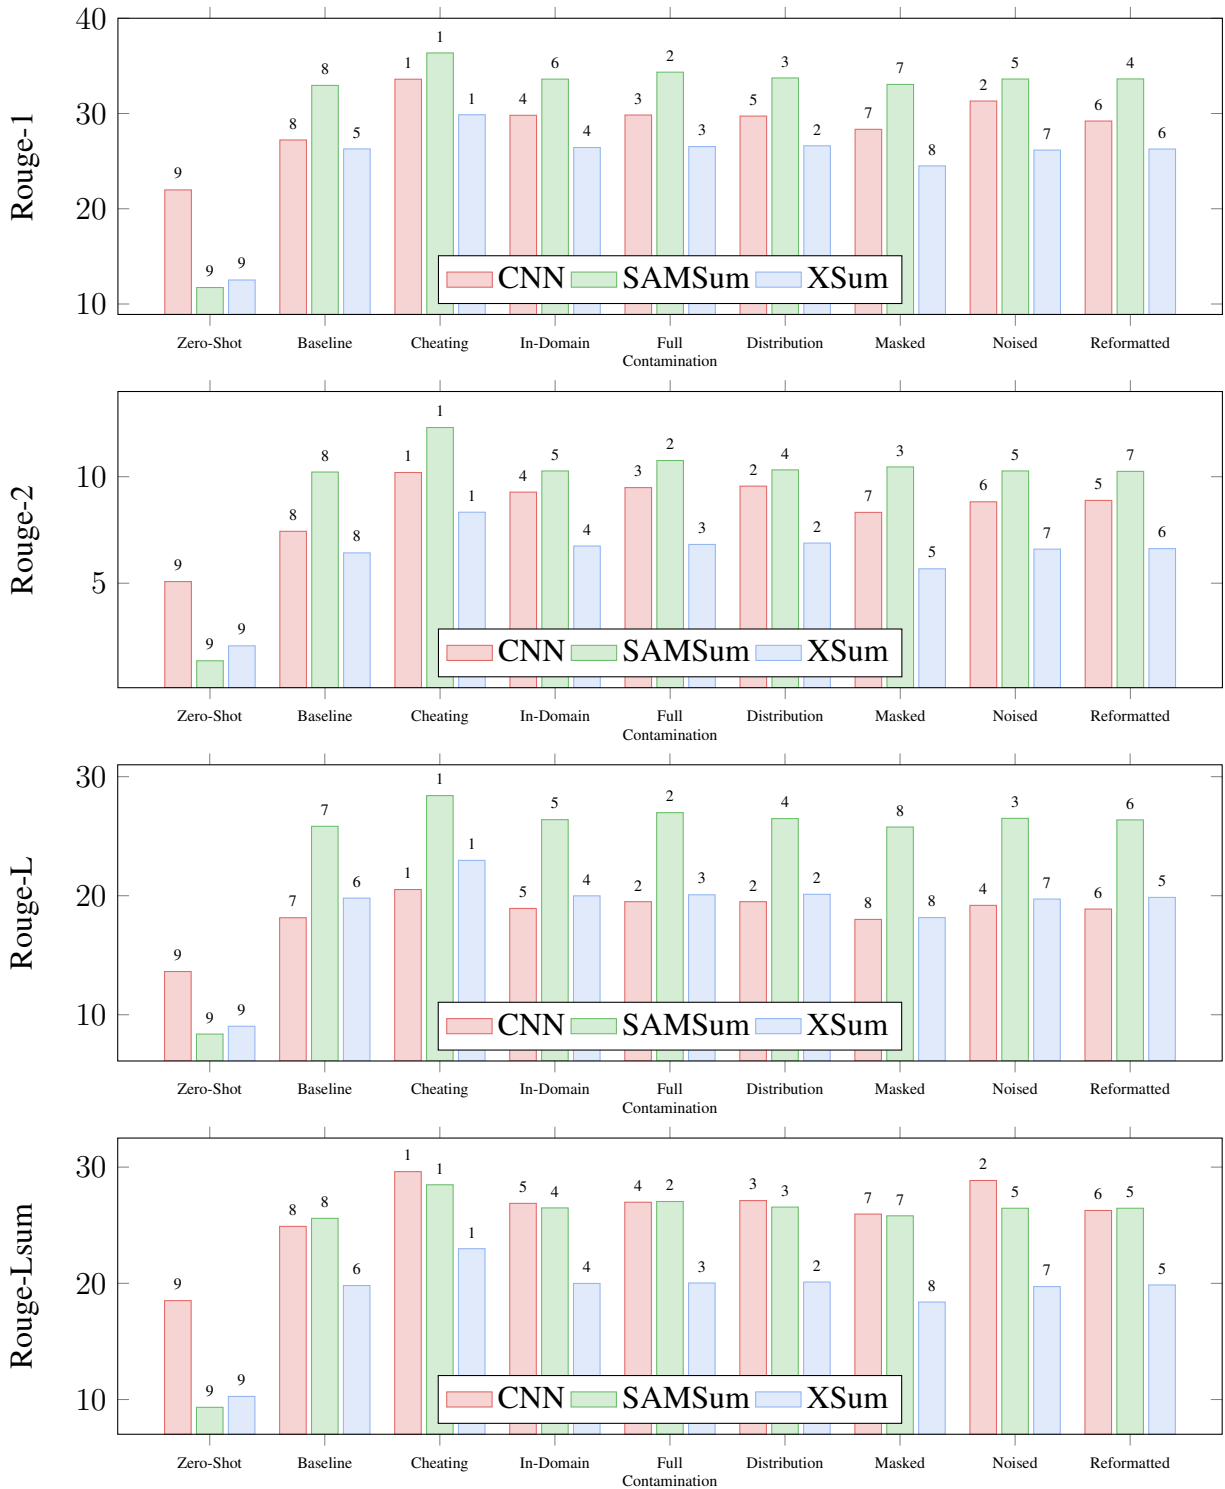 Rouge-1
40
30
20
10
9 9 9
8 8 5
1 1 1
4 6 4
3 2 3
5 3 2
7 7 8
2 5 7
6 4 6
CNN SAMSum XSum
Zero-Shot Baseline Cheating In-Domain Full Distribution Masked Noised Reformatted
Contamination
Rouge-2
10
5
9 9 9
8 8 8
1 1 1
4 5 4
3 2 3
2 4 2
7 3 5
6 5 7
5 7 6
CNN SAMSum XSum
Zero-Shot Baseline Cheating In-Domain Full Distribution Masked Noised Reformatted
Contamination
Rouge-L
30
20
10
9 9 9
7 7 6
1 1 1
5 5 4
2 2 3
2 4 2
8 8 8
4 3 7
6 6 5
CNN SAMSum XSum
Zero-Shot Baseline Cheating In-Domain Full Distribution Masked Noised Reformatted
Contamination
Rouge-Lsum
30
20
10
9 9 9
8 8 6
1 1 1
5 4 4
4 2 3
3 3 2
7 7 8
2 5 7
6 5 5
CNN SAMSum XSum
Zero-Shot Baseline Cheating In-Domain Full Distribution Masked Noised Reformatted
Contamination